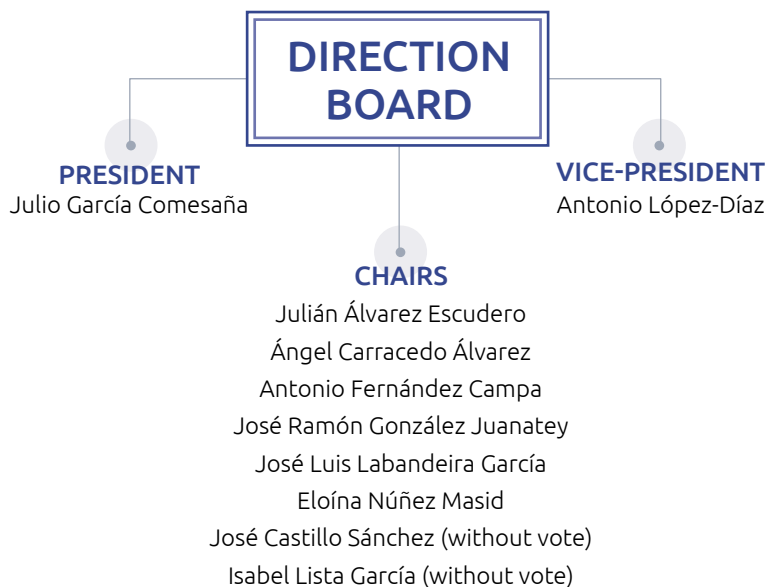 DIRECTION
BOARD
PRESIDENT
Julio García Comesaña
VICE-PRESIDENT
Antonio López-Díaz
CHAIRS
Julián Álvarez Escudero
Ángel Carracedo Álvarez
Antonio Fernández Campa
José Ramón González Juanatey
José Luis Labandeira García
Eloína Núñez Masid
José Castillo Sánchez (without vote)
Isabel Lista García (without vote)